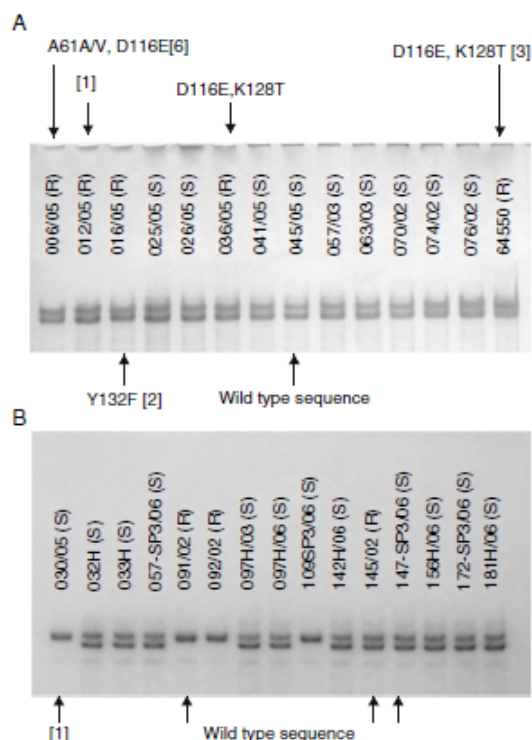 A
A61A/V, D116E[6]
[1]
D116E,K128T
D116E, K128T [3]
006/05 (R)
012/05 (R)
016/05 (R)
025/05 (S)
026/05 (S)
036/05 (R)
041/05 (S)
045/05 (S)
057/03 (S)
063/03 (S)
070/02 (S)
074/02 (S)
076/02 (S)
64550 (R)
Y132F [2]
Wild type sequence
B
030/05 (S)
032H (S)
033H (S)
057-SP3/06 (S)
091/02 (R)
092/02 (R)
097H/03 (S)
097H/06 (S)
109SP3/06 (S)
142H/06 (S)
145/02 (R)
147-SP3/06 (S)
156H/06 (S)
172-SP3/06 (S)
181H/06 (S)
[1]
Wild type sequence